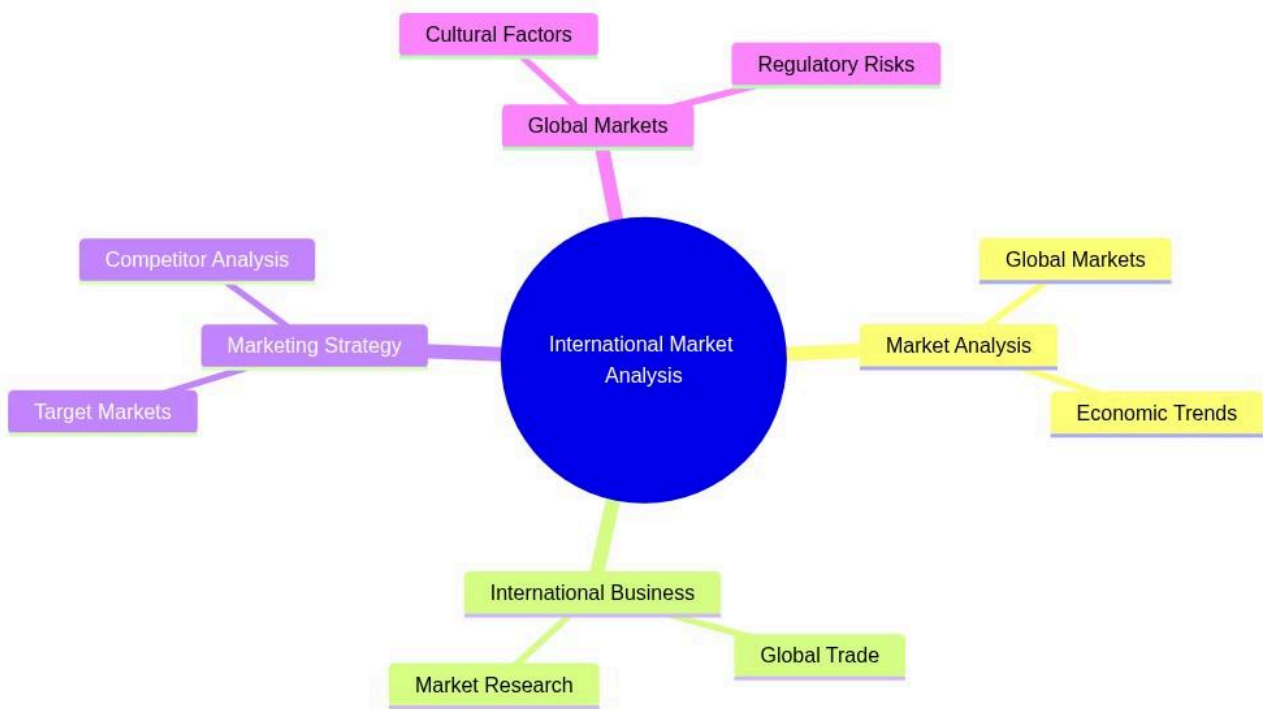 Cultural Factors
Regulatory Risks
Global Markets
Competitor Analysis
Marketing Strategy
Target Markets
International Market
Analysis
Global Markets
Market Analysis
Economic Trends
International Business
Global Trade
Market Research